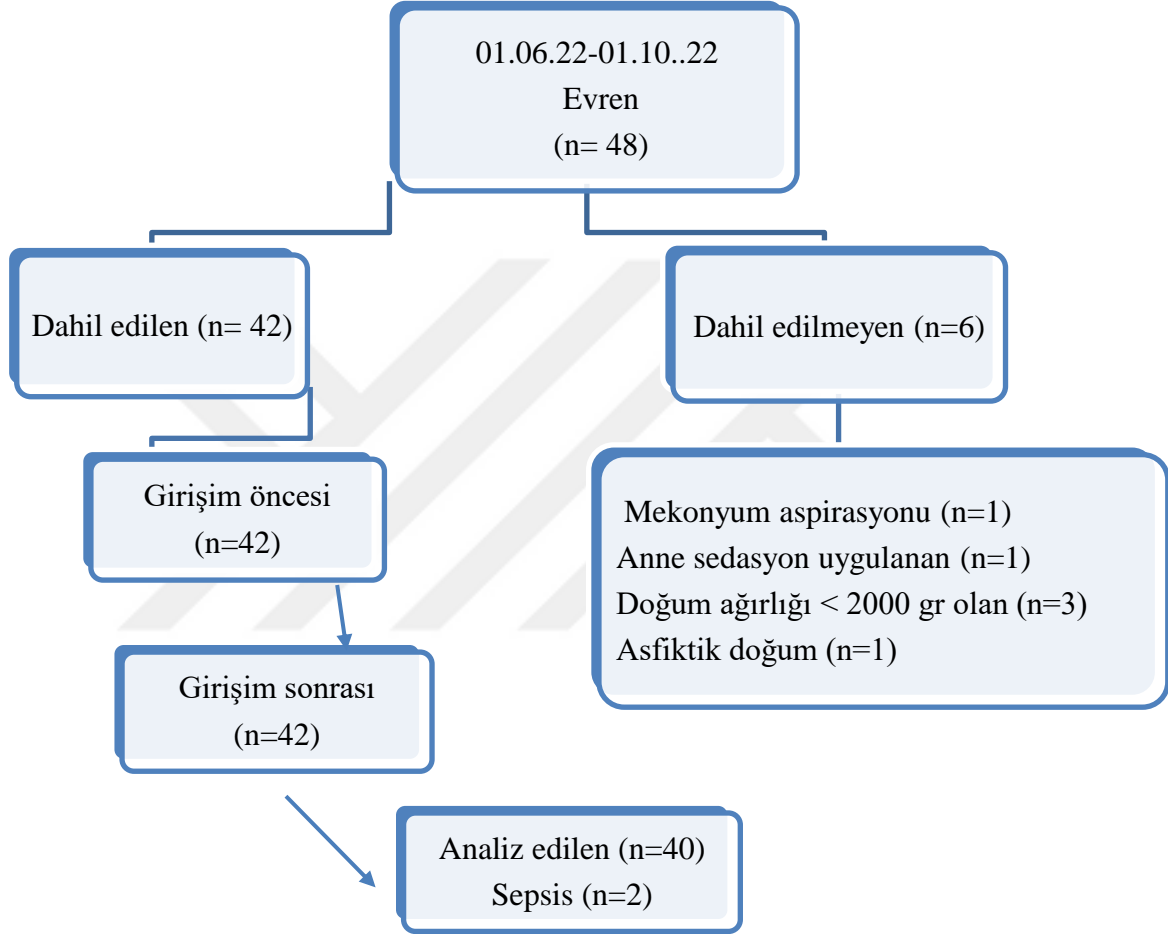 01.06.22-01.10..22
Evren
(n= 48)
Dahil edilen (n= 42)
Dahil edilmeyen (n=6)
Girişim öncesi
(n=42)
Mekonyum aspirasyonu (n=1)
Anne sedasyon uygulanan (n=1)
Doğum ağırlığı < 2000 gr olan (n=3)
Asfiktik doğum (n=1)
Girişim sonrası
(n=42)
Analiz edilen (n=40)
Sepsis (n=2)